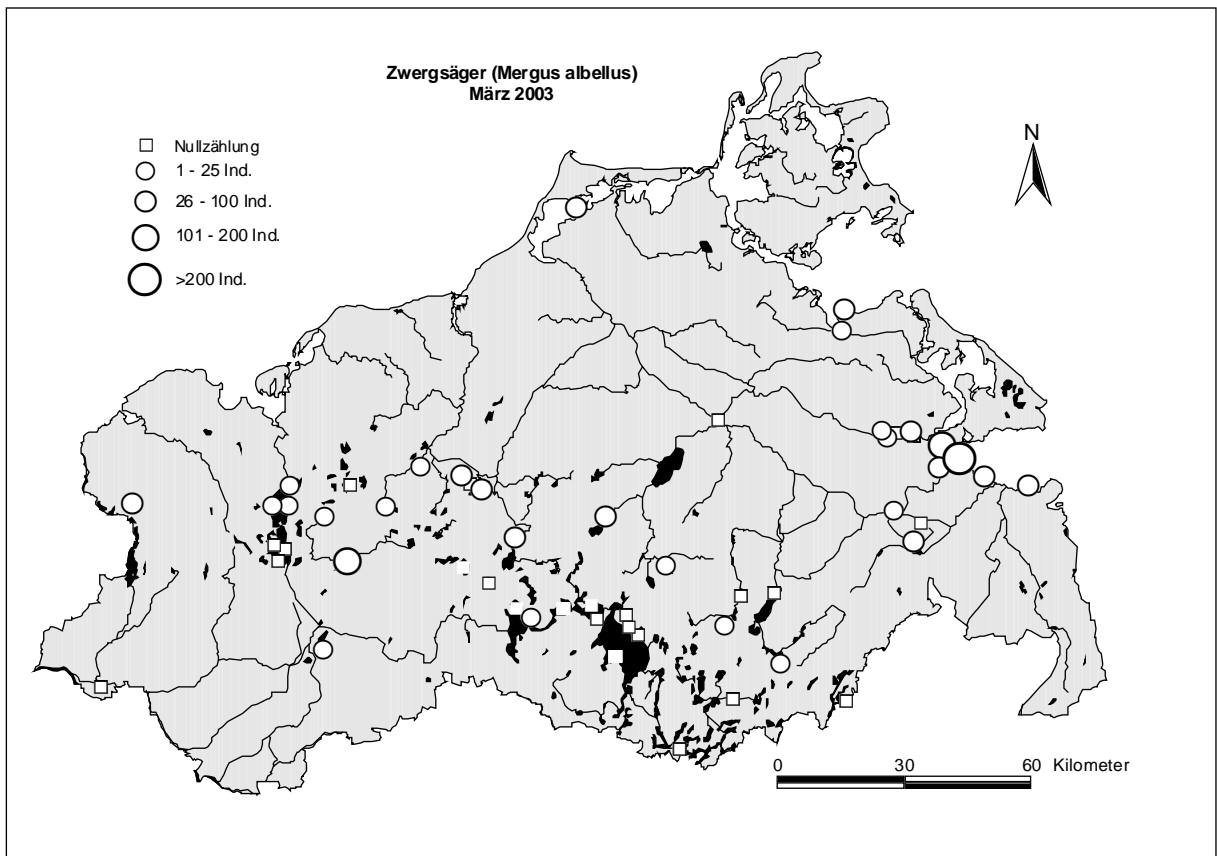 Zwergsäger (Mergus albellus)
März 2003
Nullzählung
1 - 25 Ind.
26 - 100 Ind.
101 - 200 Ind.
>200 Ind.
N
0 30 60 Kilometer